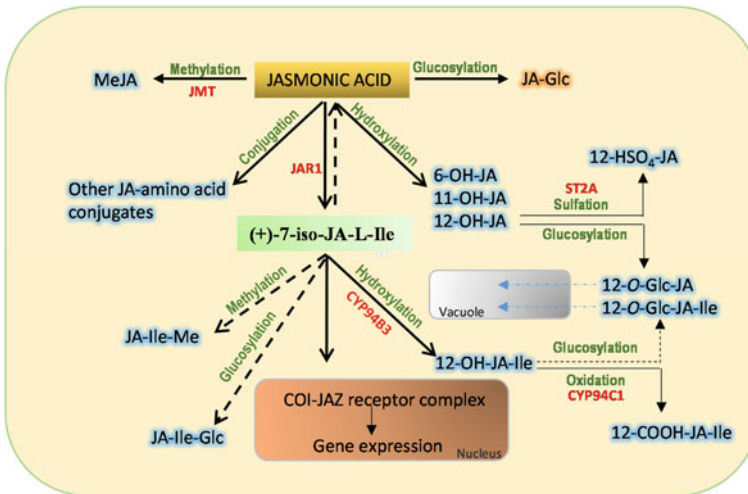 Methylation
MeJA
JASMONIC ACID
Glucosylation
JA-Glc
JMT
Conjugation
JAR1
Hydroxylation
Other JA-amino acid
conjugates
6-OH-JA
11-OH-JA
12-OH-JA
12-HSO₄-JA
ST2A
Sulfation
Glucosylation
(+)-7-iso-JA-L-Ile
Methylation
Glucosylation
Hydroxylation
CYP94B3
Vacuole
12-O-Glc-JA
12-O-Glc-JA-Ile
JA-Ile-Me
12-OH-JA-Ile
Glucosylation
Oxidation
CYP94C1
JA-Ile-Glc
COI-JAZ receptor complex
Gene expression
Nucleus
12-COOH-JA-Ile